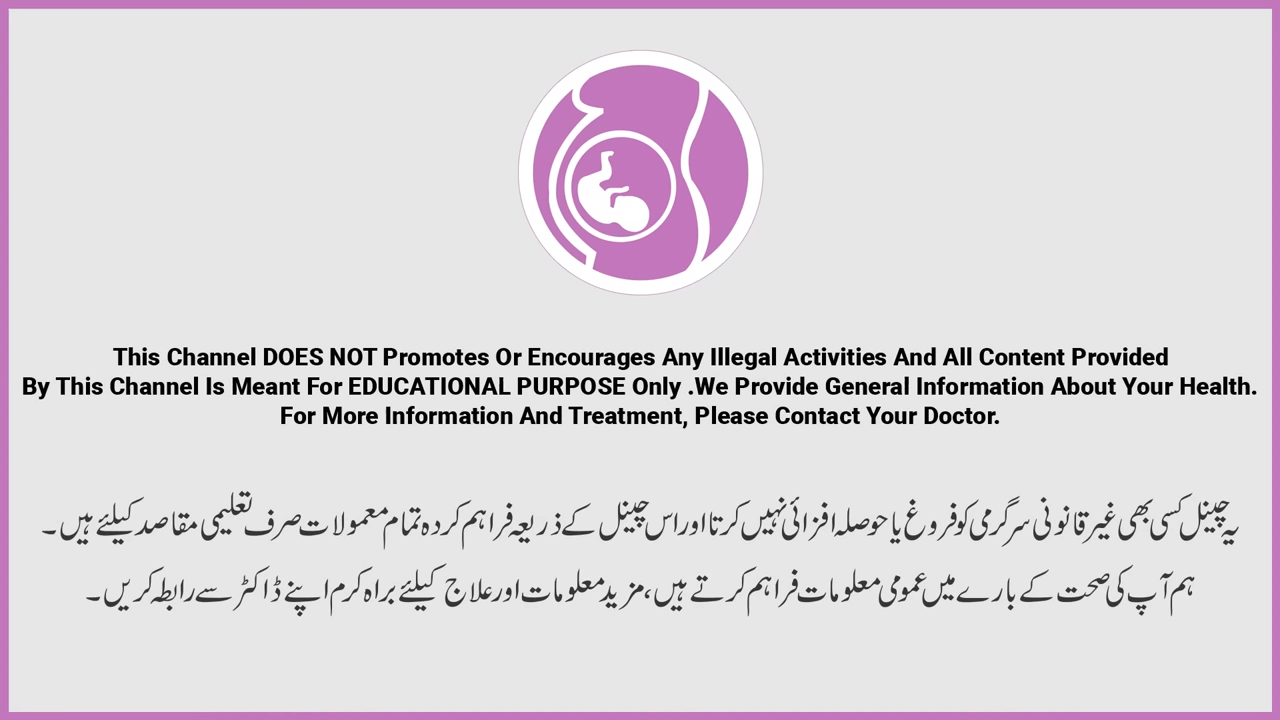 This Channel DOES NOT Promotes Or Encourages Any Illegal Activities And All Content Provided
By This Channel Is Meant For EDUCATIONAL PURPOSE Only .We Provide General Information About Your Health.
For More Information And Treatment, Please Contact Your Doctor.
یہ چینل کسی بھی غیر قانونی سرگرمی کو فروغ یا حوصلہ افزائی نہیں کرتا اور اس چینل کے ذریعہ فراہم کردہ تمام معمولات صرف تعلیمی مقاصد کیلئے ہیں۔
ہم آپ کی صحت کے بارے میں عمومی معلومات فراہم کرتے ہیں، مزید معلومات اور علاج کیلئے براہ کرم اپنے ڈاکٹر سے رابطہ کریں۔